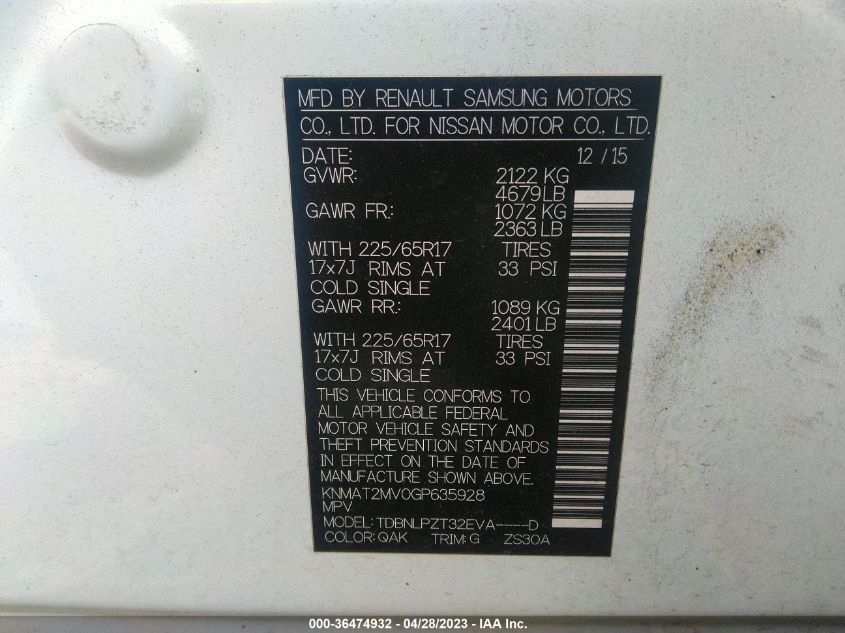 MFD BY RENAULT SAMSUNG MOTORS
CO., LTD. FOR NISSAN MOTOR CO., LTD.
DATE: 12 / 15
GVWR: 2122 KG
4679 LB
GAWR FR.: 1072 KG
2363 LB
WITH 225/65R17 TIRES
17x7J RIMS AT 33 PSI
COLD SINGLE
GAWR RR.: 1089 KG
2401 LB
WITH 225/65R17 TIRES
17x7J RIMS AT 33 PSI
COLD SINGLE
THIS VEHICLE CONFORMS TO
ALL APPLICABLE FEDERAL
MOTOR VEHICLE SAFETY AND
THEFT PREVENTION STANDARDS
IN EFFECT ON THE DATE OF
MANUFACTURE SHOWN ABOVE.
KNMAT2MV0GP635928
MPV
MODEL: TDBNLPZT32EVA----D
COLOR: QAK TRIM: G ZS30A
000-36474932 - 04/28/2023 - IAA Inc.